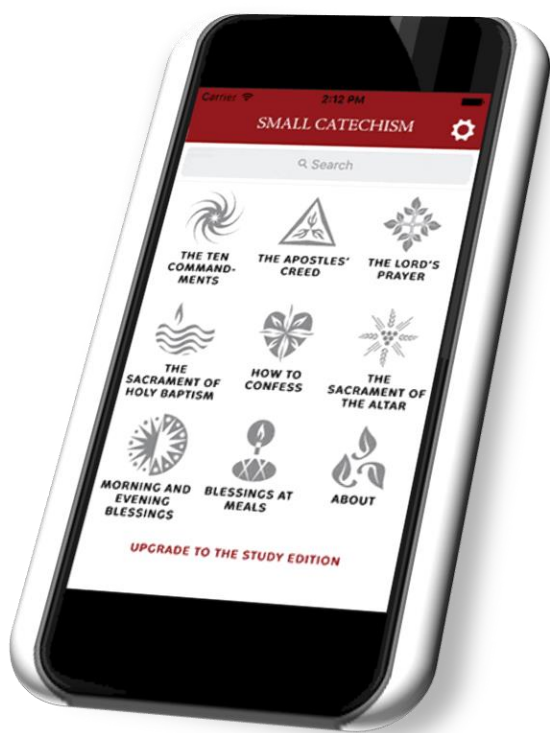 Carrier 2:12 PM
SMALL CATECHISM
Search
THE TEN
COMMAND-
MENTS
THE APOSTLES'
CREED
THE LORD'S
PRAYER
THE
SACRAMENT OF
HOLY BAPTISM
HOW TO
CONFESS
THE
SACRAMENT OF
THE ALTAR
MORNING AND
EVENING
BLESSINGS
BLESSINGS AT
MEALS
ABOUT
UPGRADE TO THE STUDY EDITION